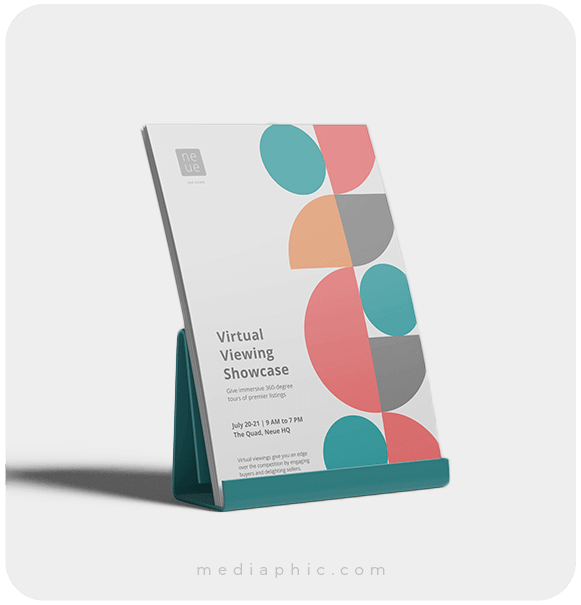 ne
ue
Virtual
Viewing
Showcase
Give immersive 360-degree
tours of premier listings
July 20-21 | 9 AM to 7 PM
The Quad, Neue HQ
Virtual viewings give you an edge
over the competition by engaging
buyers and delighting sellers.
mediaphic.com